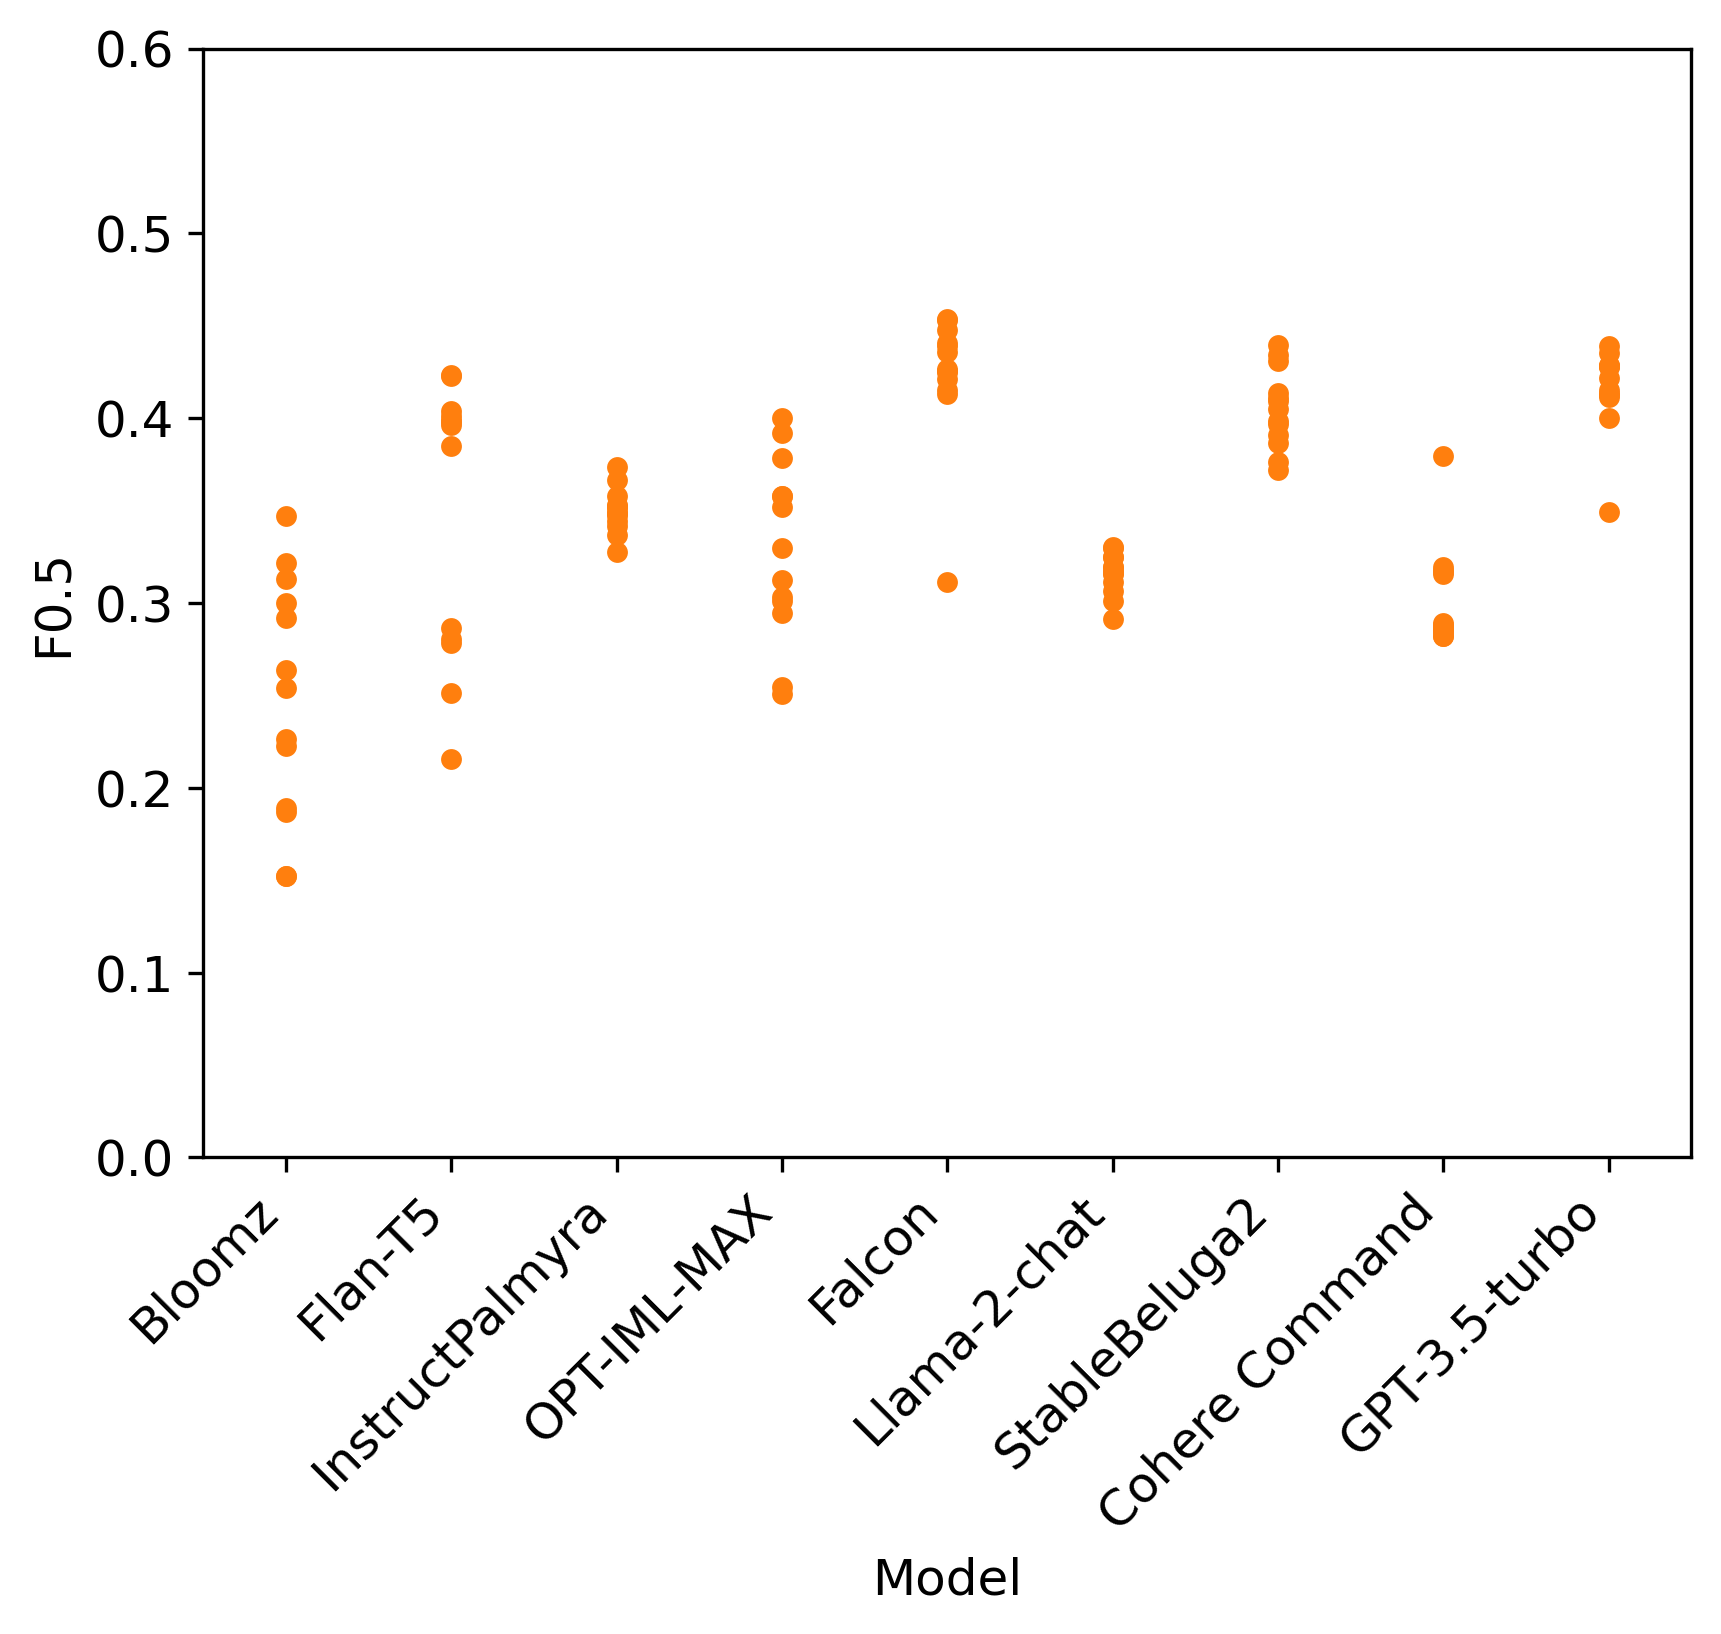 0.6
0.5
0.4
0.3
0.2
0.1
0.0
F0.5
Bloomz
Flan-T5
InstructPalmyra
OPT-IML-MAX
Falcon
Llama-2-chat
StableBeluga2
Cohere Command
GPT-3.5-turbo
Model